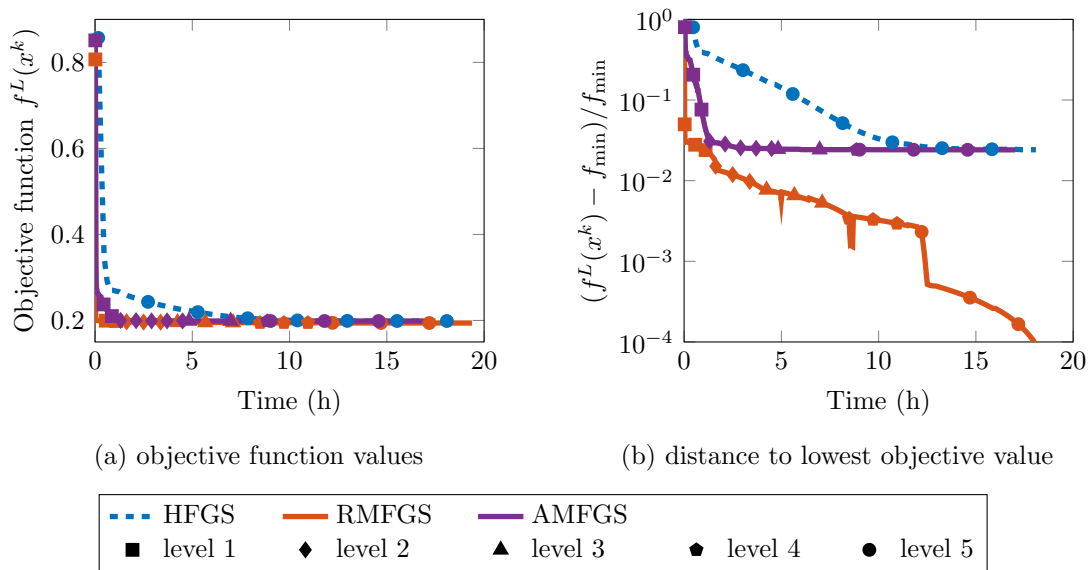 0.8
0.6
0.4
0.2
0
5
10
15
20
Objective function f^L(x^k)
Time (h)
(a) objective function values
10^0
10^−1
10^−2
10^−3
10^−4
0
5
10
15
20
(f^L(x^k) − f_min)/f_min
Time (h)
(b) distance to lowest objective value
HFGS RMFGS AMFGS
level 1 level 2 level 3 level 4 level 5